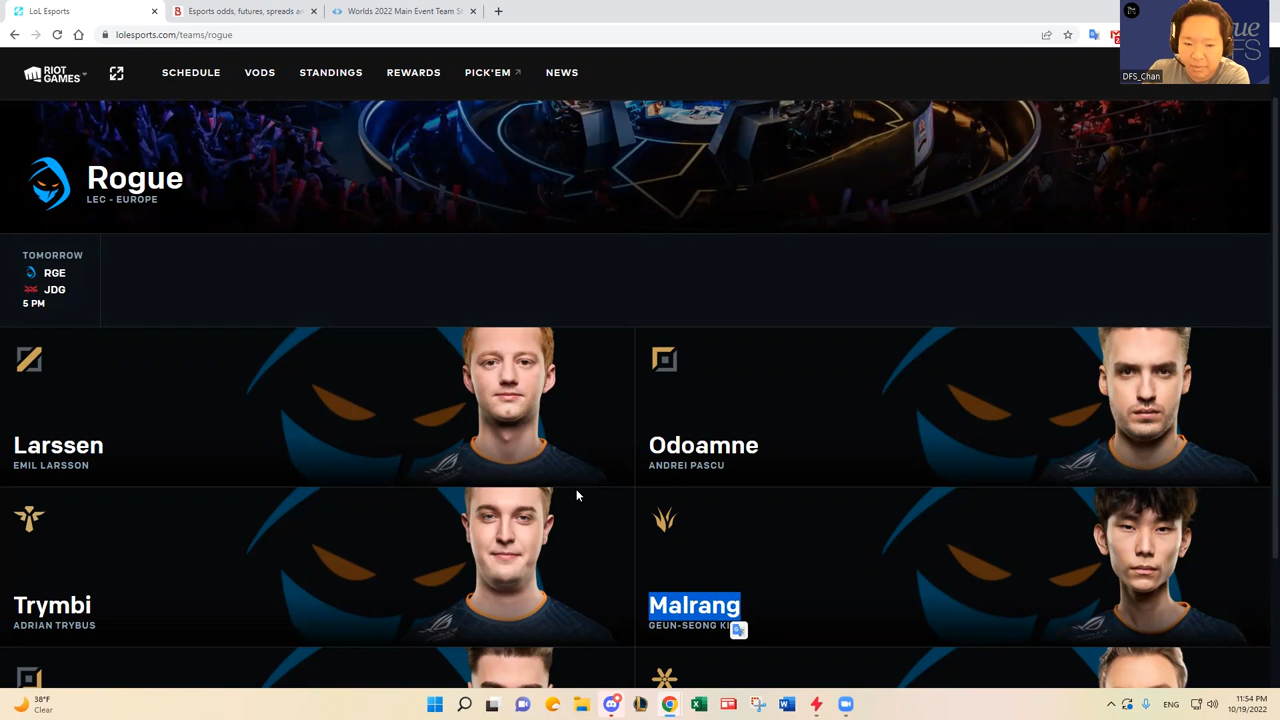 LoL Esports
Esports odds, futures, spreads a
Worlds 2022 Main Event Team S
lolesports.com/teams/rogue
RIOT GAMES
SCHEDULE
VODS
STANDINGS
REWARDS
PICK'EM
NEWS
DFS_Chan
Rogue
LEC - EUROPE
TOMORROW
RGE
JDG
5 PM
Larssen
EMIL LARSSON
Odoamne
ANDREI PASCU
Trymbi
ADRIAN TRYBUS
Malrang
GEUN-SEONG K
38°F
Clear
ENG
11:54 PM
10/19/2022